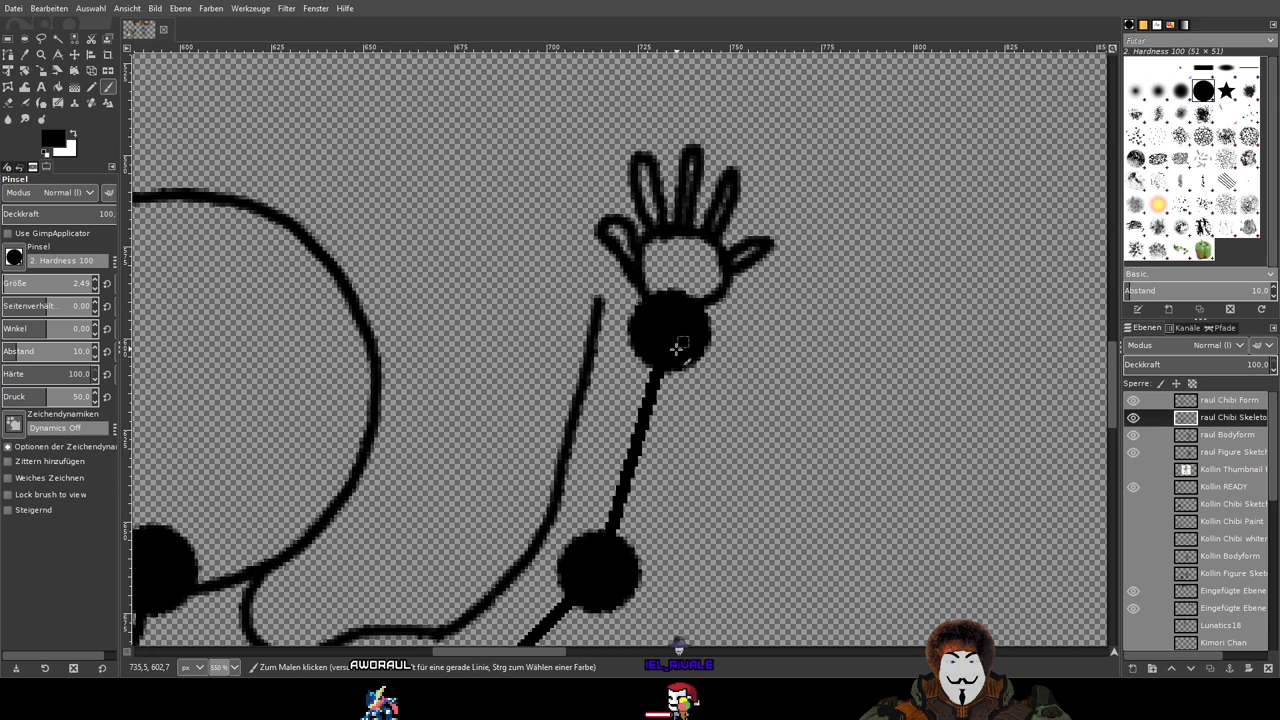 Datei Bearbeiten Auswahl Ansicht Bild Ebene Farben Werkzeuge Filter Fenster Hilfe
600 650 675 700 725 750 775 800 825
Pinsel
Modus Normal (l)
Deckkraft 100,
Use GimpApplicator
Pinsel
2. Hardness 100
Größe 2,49
Seitenverhält... 0.00
Winkel 0.00
Abstand 10,0
Härte 100,0
Druck 50,0
Zeichendynamiken
Dynamics Off
Optionen der Zeichendynar
Zittern hinzufügen
Weiches Zeichnen
Lock brush to view
Steigernd
Filter
2. Hardness 100 (51 × 51)
Basic,
Abstand 10,0
Ebenen Kanäle Pfade
Modus Normal (l)
Deckkraft 100,0
Sperre:
raul Chibi Form
raul Chibi Skeleto
raul Bodyform
raul Figure Sketch
Kollin Thumbnail
Kollin READY
Kollin Chibi Sketch
Kollin Chibi Paint
Kollin Chibi whiter
Kollin Bodyform
Kollin Figure Sket
Eingefügte Ebene
Eingefügte Ebene
Lunatics18
Kimori Chan
735,5, 602,7 px 550 % Zum Malen klicken (vers
t für eine gerade Linie, Strg zum Wählen einer Farbe)
AWORAUL
IEL_RIVALE